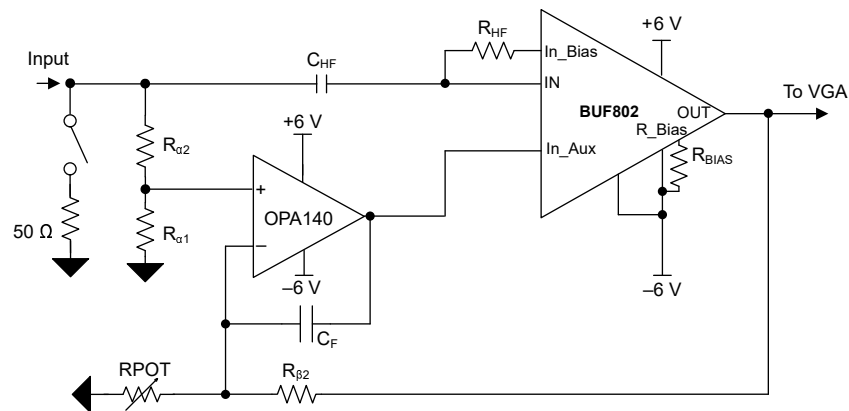 Input
C_HF
R_HF
In_Bias
IN
BUF802
OUT
+6 V
To VGA
R_Bias
R_BIAS
In_Aux
R_α2
+6 V
+
OPA140
−
R_α1
50 Ω
–6 V
–6 V
C_F
RPOT
R_β2